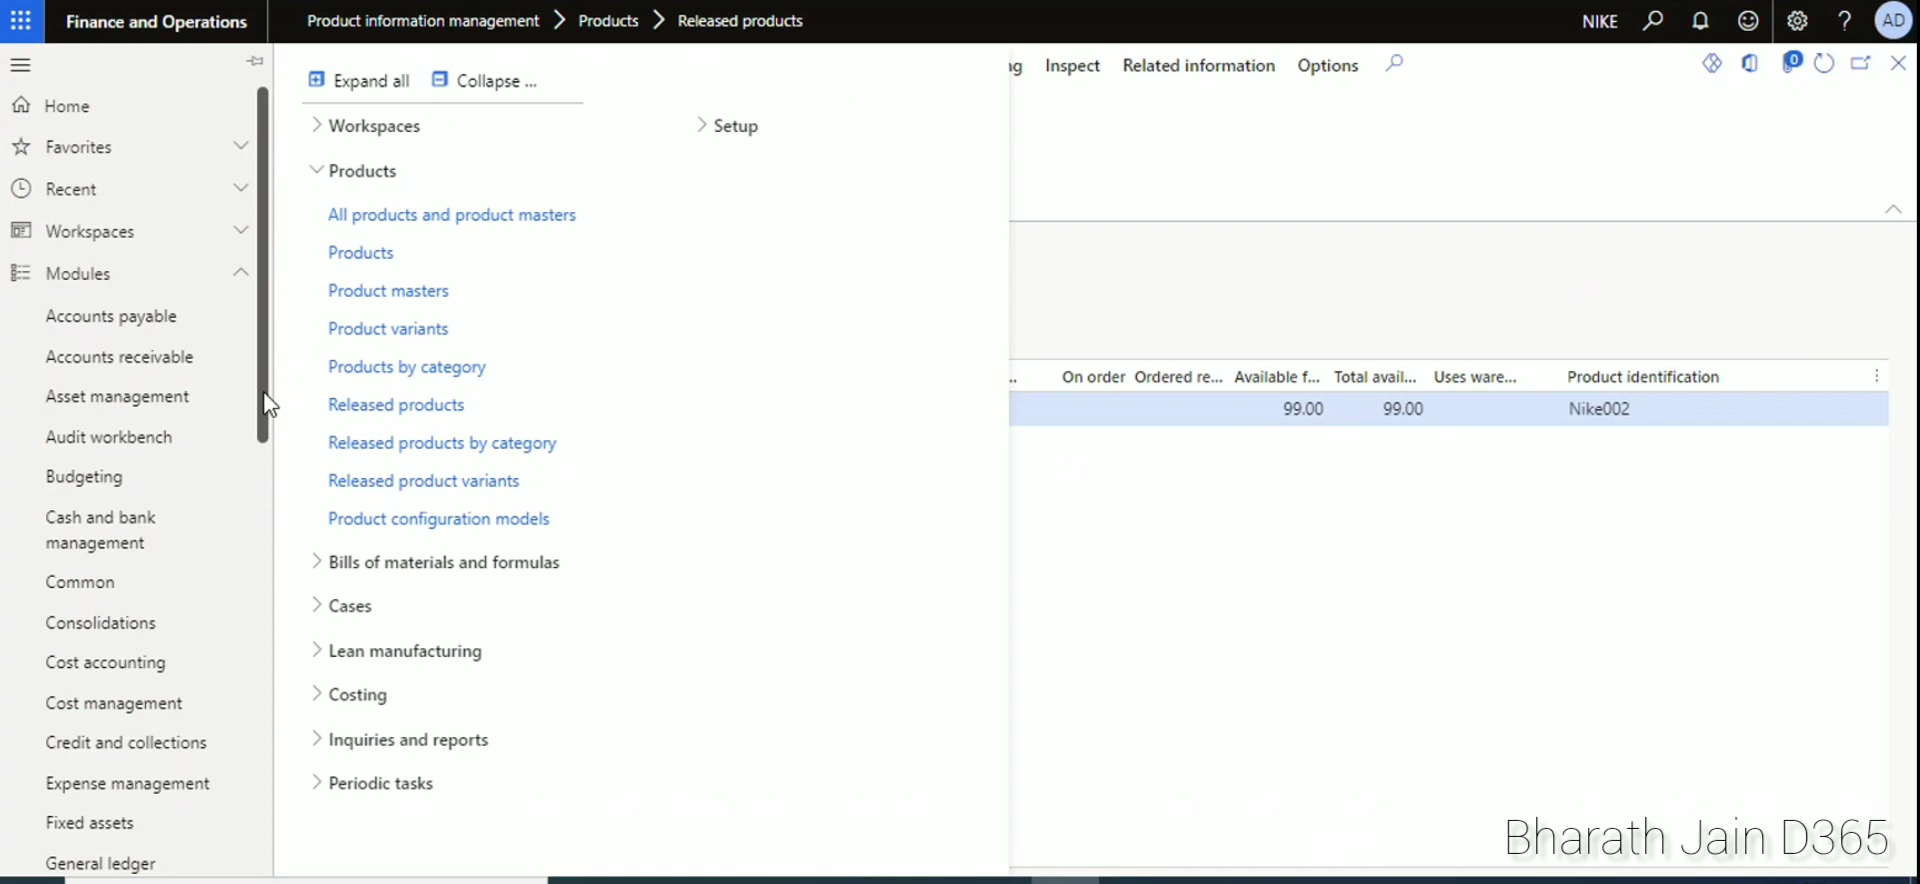 Finance and Operations
Product information management
Products
Released products
NIKE
AD
Expand all
Collapse ...
Inspect
Related information
Options
0
Home
Favorites
Recent
Workspaces
Modules
Accounts payable
Accounts receivable
Asset management
Audit workbench
Budgeting
Cash and bank
management
Common
Consolidations
Cost accounting
Cost management
Credit and collections
Expense management
Fixed assets
General ledger
Workspaces
Setup
Products
All products and product masters
Products
Product masters
Product variants
Products by category
Released products
Released products by category
Released product variants
Product configuration models
Bills of materials and formulas
Cases
Lean manufacturing
Costing
Inquiries and reports
Periodic tasks
... On order Ordered re... Available f... Total avail... Uses ware... Product identification
99.00 99.00 Nike002
Bharath Jain D365